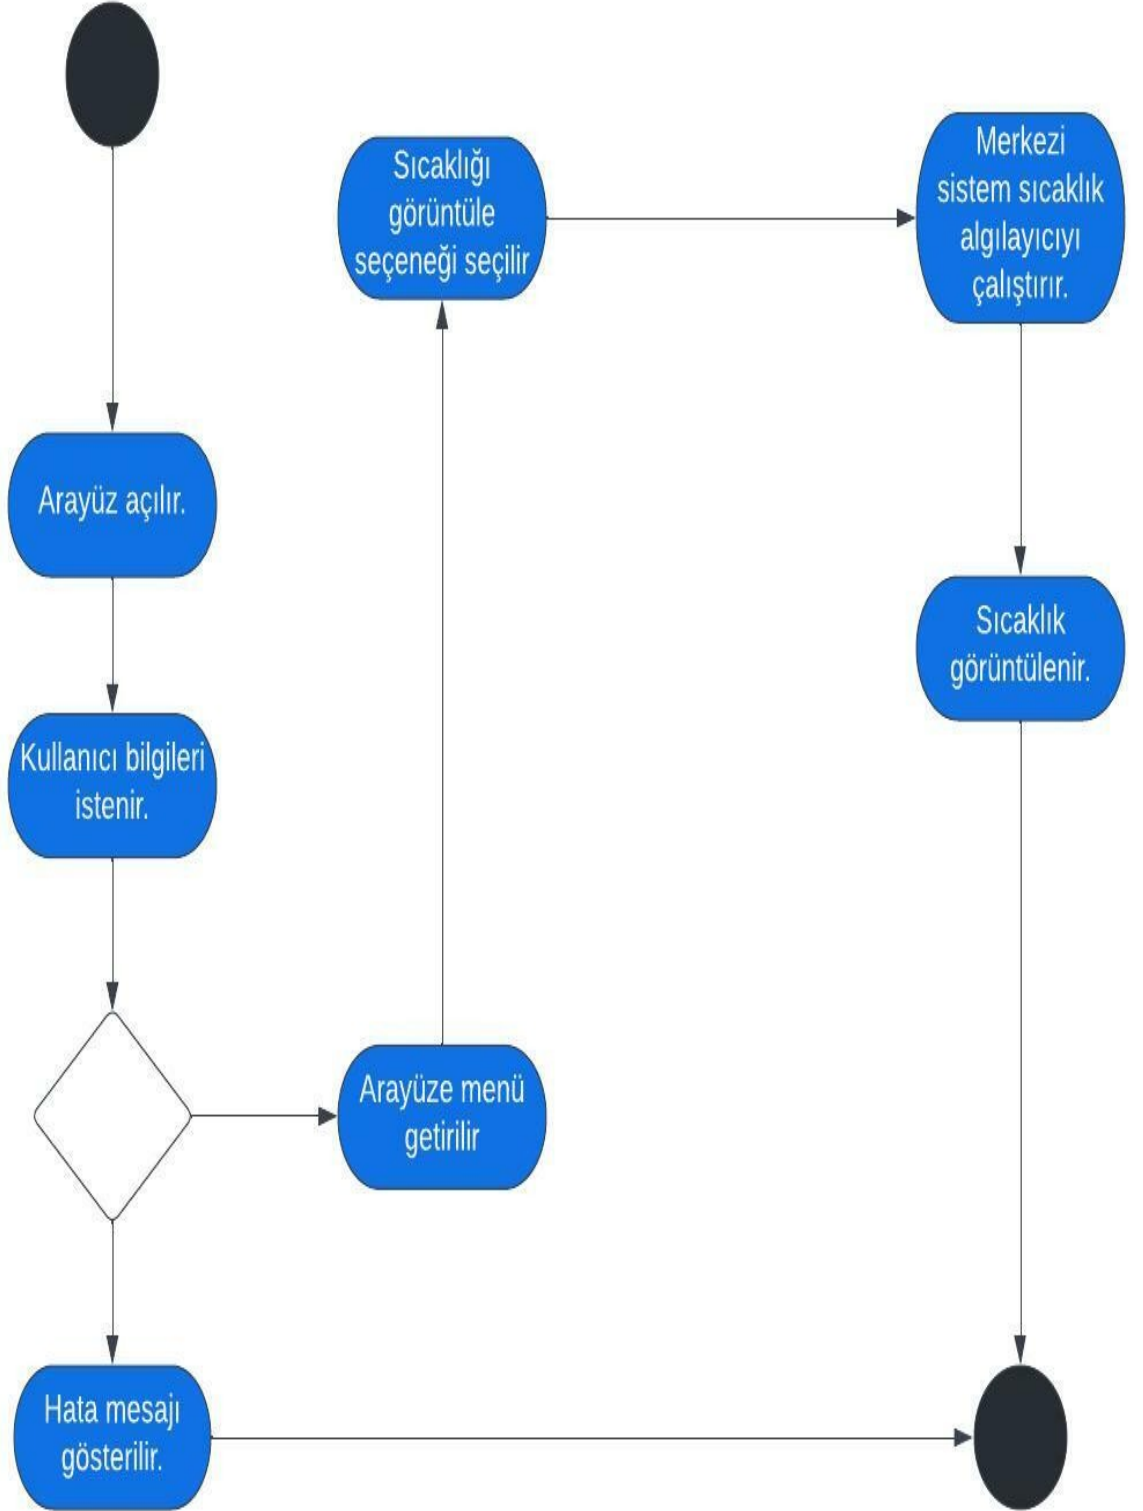 Sıcaklığı
görüntüle
seçeneği seçilir
Merkezi
sistem sıcaklık
algılayıcıyı
çalıştırır.
Arayüz açılır.
Sıcaklık
görüntülenir.
Kullanıcı bilgileri
istenir.
Arayüze menü
getirilir
Hata mesajı
gösterilir.